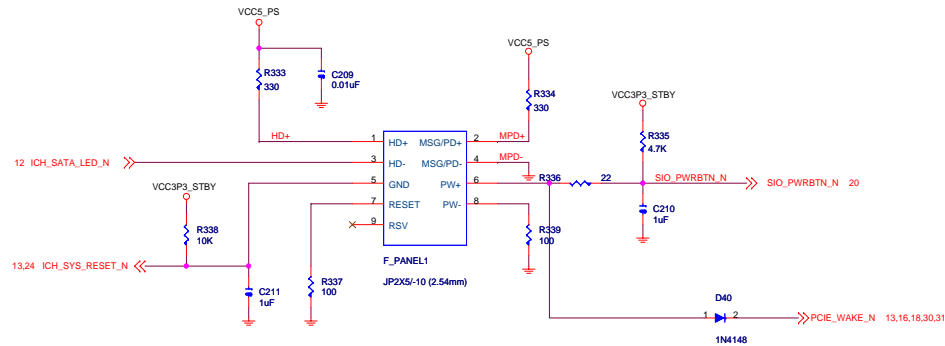 VCC5_PS
R333
330
C209
0.01uF
VCC5_PS
R334
330
VCC3P3_STBY
R335
4.7K
HD+
1
HD+
MSG/PD+
2
MPD+
12 ICH_SATA_LED_N
3
HD-
MSG/PD-
4
MPD-
5
GND
PW+
6
R336
22
SIO_PWRBTN_N
SIO_PWRBTN_N 20
VCC3P3_STBY
7
RESET
PW-
8
C210
1uF
9
RSV
R338
10K
R339
100
F_PANEL1
JP2X5/-10 (2.54mm)
13,24 ICH_SYS_RESET_N
C211
1uF
R337
100
D40
1
2
1N4148
PCIE_WAKE_N 13,16,18,30,31